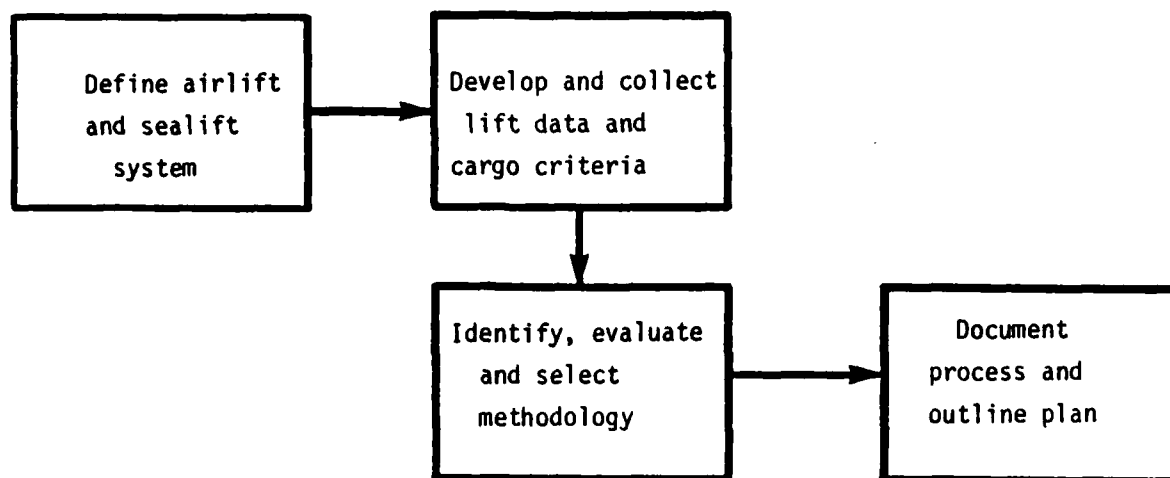 Define airlift
and sealift
system
Develop and collect
lift data and
cargo criteria
Identify, evaluate
and select
methodology
Document
process and
outline plan